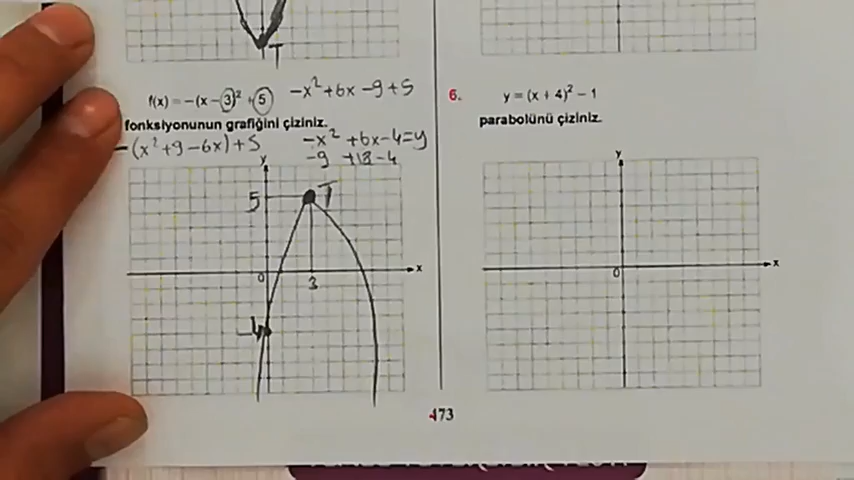 T
f(x) = -(x - 3)² + 5
-x² + 6x - 9 + 5
fonksiyonunun grafiğini çiziniz.
-(x² + 9 - 6x) + 5
-x² + 6x - 4 = y
-9 + 18 - 4
y
5
T
0
3
x
-4
6.
y = (x + 4)² - 1
parabolünü çiziniz.
y
0
x
473